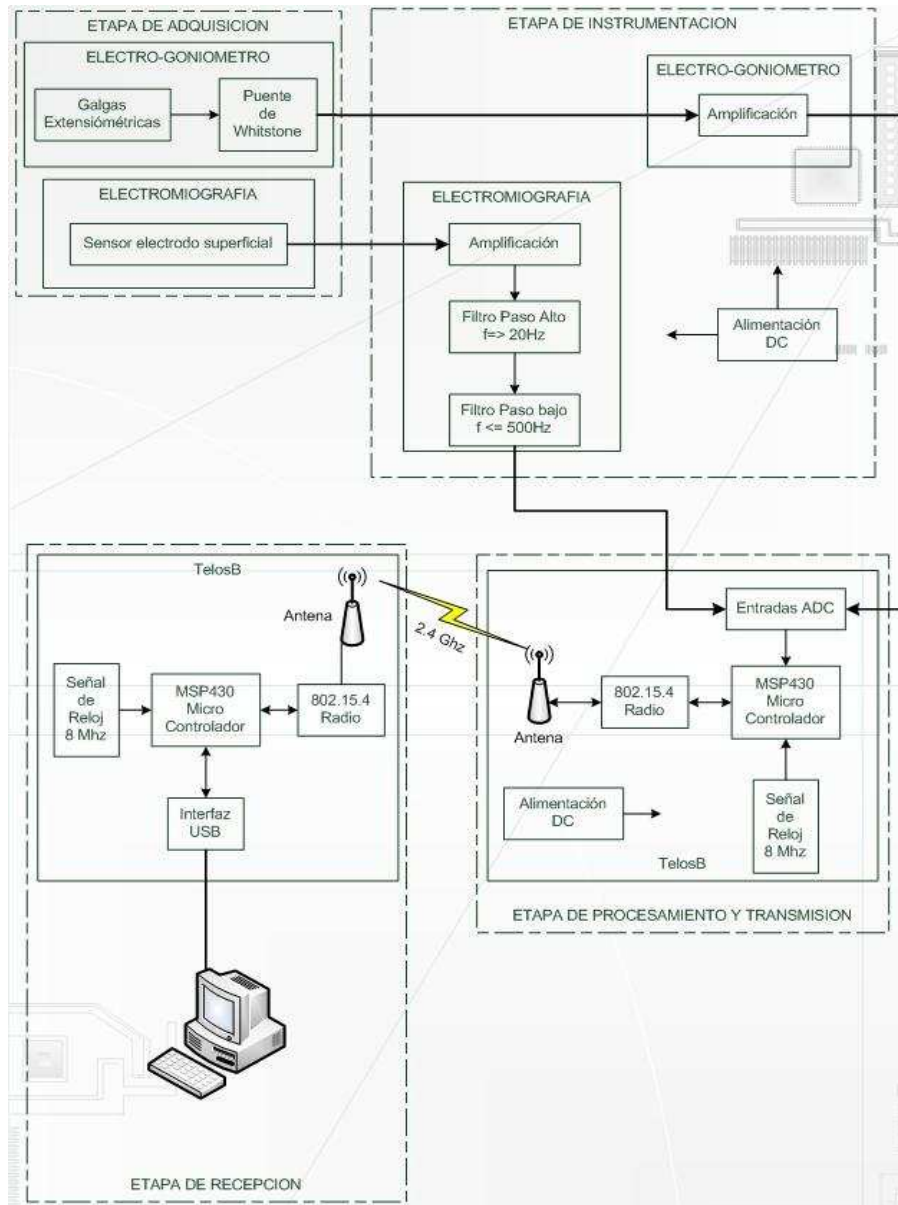 ETAPA DE ADQUISICION
ELECTRO-GONIOMETRO
Galgas
Extensiómétricas
Puente
de
Whitstone
ELECTROMIOGRAFIA
Sensor electrodo superficial
ETAPA DE INSTRUMENTACION
ELECTRO-GONIOMETRO
Amplificación
ELECTROMIOGRAFIA
Amplificación
Filtro Paso Alto
f=> 20Hz
Filtro Paso bajo
f <= 500Hz
Alimentación
DC
TelosB
Antena
2.4 Ghz
Señal
de
Reloj
8 Mhz
MSP430
Micro
Controlador
802.15.4
Radio
Interfaz
USB
ETAPA DE RECEPCION
Entradas ADC
MSP430
Micro
Controlador
802.15.4
Radio
Antena
Alimentación
DC
Señal
de
Reloj
8 Mhz
TelosB
ETAPA DE PROCESAMIENTO Y TRANSMISION